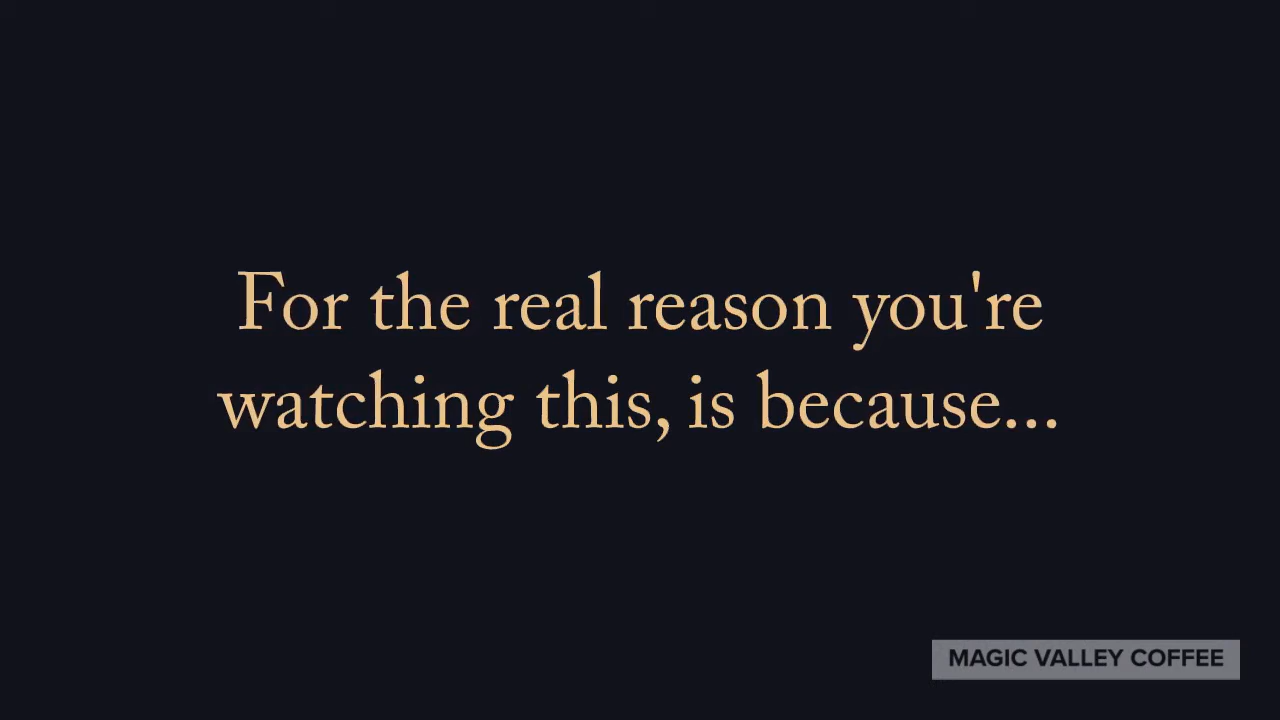 For the real reason you're
watching this, is because...
MAGIC VALLEY COFFEE